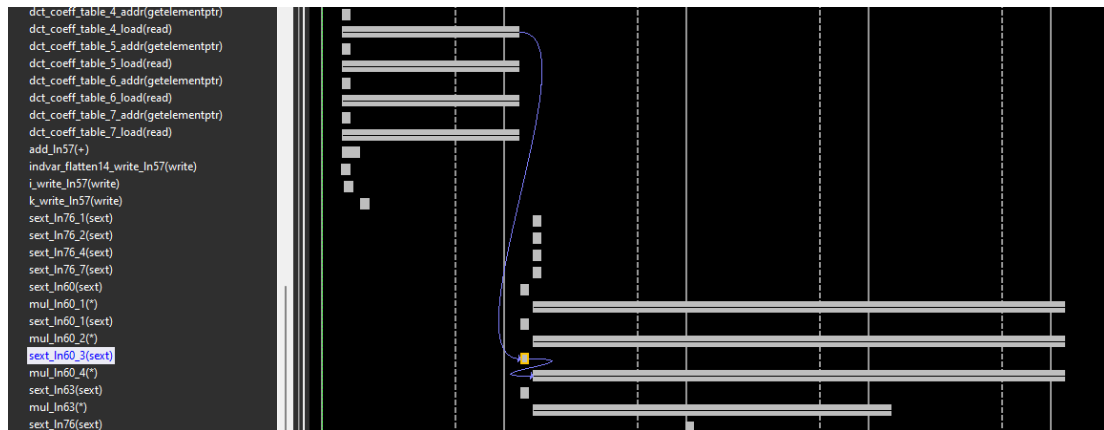 dct_coeff_table_4_addr(getelementptr)
dct_coeff_table_4_load(read)
dct_coeff_table_5_addr(getelementptr)
dct_coeff_table_5_load(read)
dct_coeff_table_6_addr(getelementptr)
dct_coeff_table_6_load(read)
dct_coeff_table_7_addr(getelementptr)
dct_coeff_table_7_load(read)
add_ln57(+)
indvar_flatten14_write_ln57(write)
i_write_ln57(write)
k_write_ln57(write)
sext_ln76_1(sext)
sext_ln76_2(sext)
sext_ln76_4(sext)
sext_ln76_7(sext)
sext_ln60(sext)
mul_ln60_1(*)
sext_ln60_1(sext)
mul_ln60_2(*)
sext_ln60_3(sext)
mul_ln60_4(*)
sext_ln63(sext)
mul_ln63(*)
sext_ln76(sext)